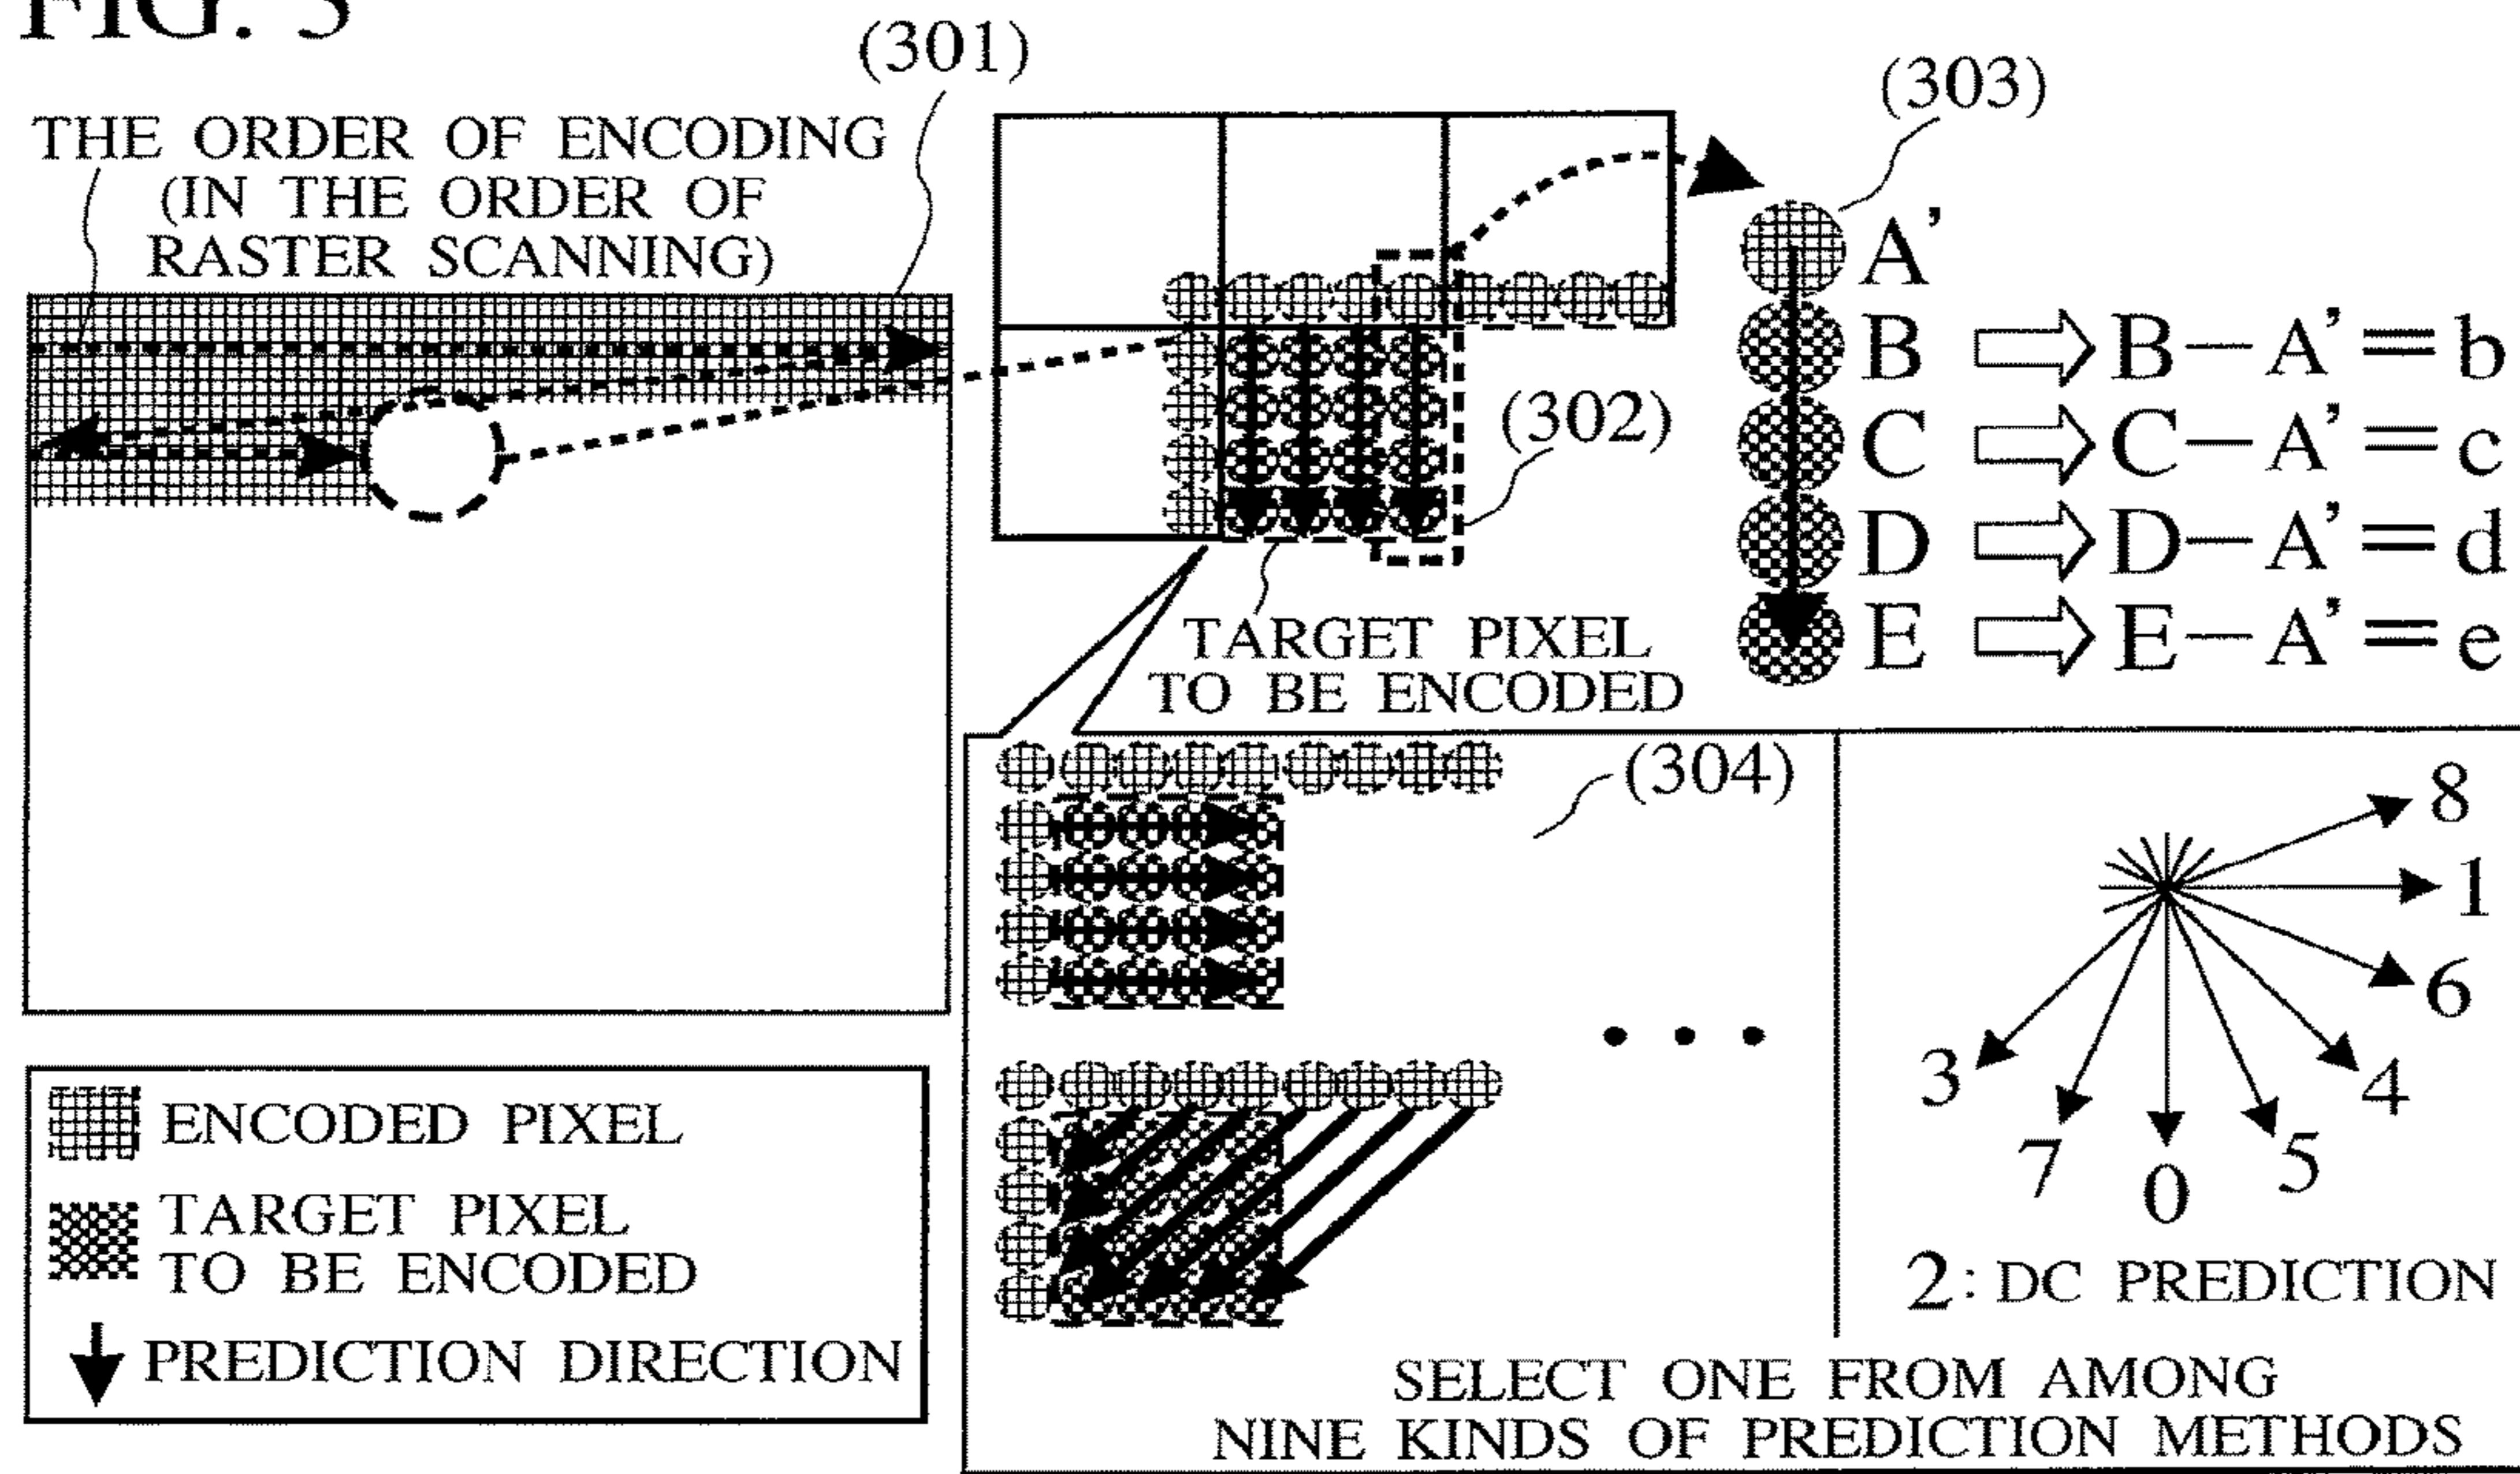 FIG. 3
(301)
THE ORDER OF ENCODING
(IN THE ORDER OF
RASTER SCANNING)
(303)
A'
B B－A'＝b
C C－A'＝c
D D－A'＝d
E E－A'＝e
(302)
TARGET PIXEL
TO BE ENCODED
(304)
8
1
6
4
5
0
7
3
2: DC PREDICTION
SELECT ONE FROM AMONG
NINE KINDS OF PREDICTION METHODS
ENCODED PIXEL
TARGET PIXEL
TO BE ENCODED
PREDICTION DIRECTION